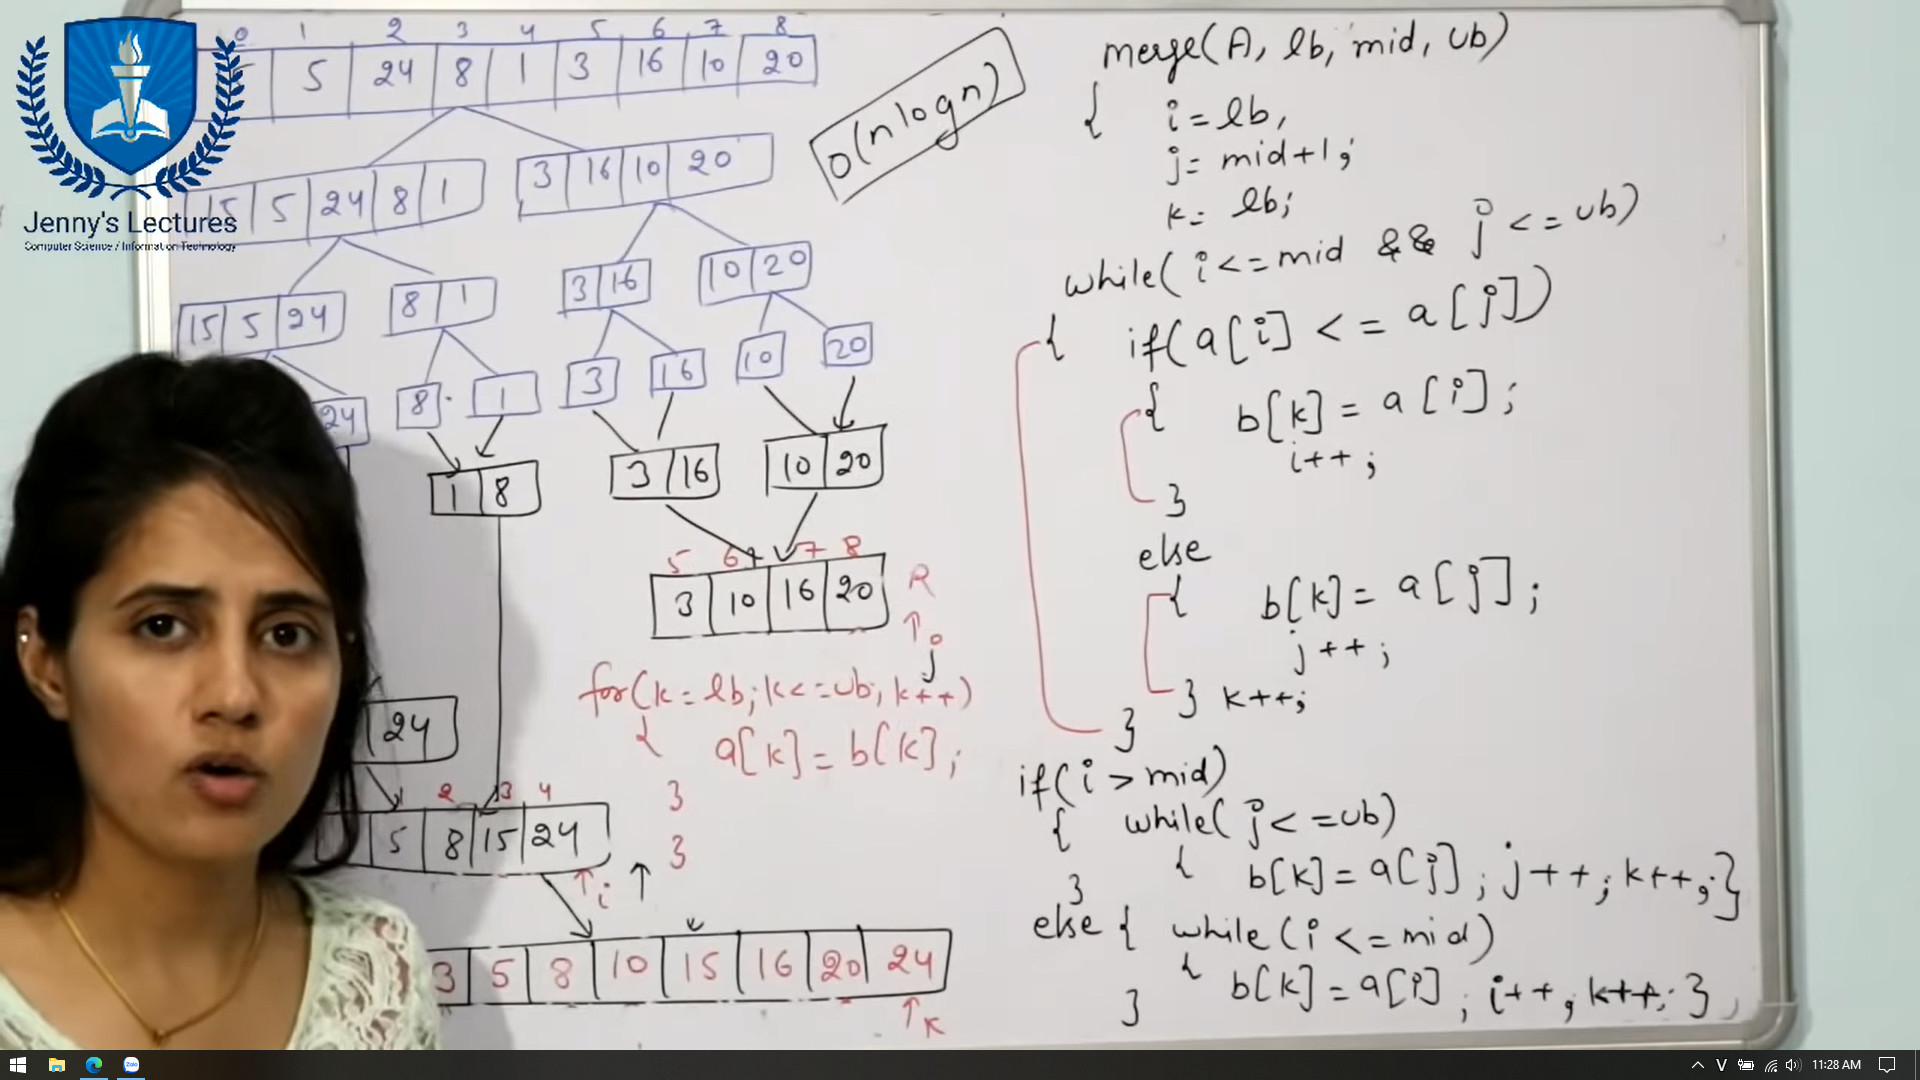 Jenny's Lectures
Computer Science / Information Technology
0 1 2 3 4 5 6 7 8
5 24 8 1 3 16 10 20
O(nlogn)
15 5 24 8 1
3 16 10 20
15 5 24
8 1
3 16
10 20
24
8
1
3
16
10
20
1 8
3 16
10 20
5 6 7 8
3 10 16 20
R
j
for(k=lb; k<=ub; k++)
{ a[k] = b[k];
}
}
24
2 3 4
5 8 15 24
i
3 5 8 10 15 16 20 24
k
merge(A, lb, mid, ub)
{ i = lb,
j = mid+1;
k = lb;
while( i<=mid && j <= ub)
{ if(a[i] <= a[j])
{ b[k] = a[i];
i++;
}
else
{ b[k] = a[j];
j++;
} k++;
}
if(i > mid)
{ while( j <= ub)
{ b[k] = a[j]; j++; k++; }
}
else { while(i <= mid)
{ b[k] = a[i]; i++; k++; }
}
11:28 AM
V
Zalo